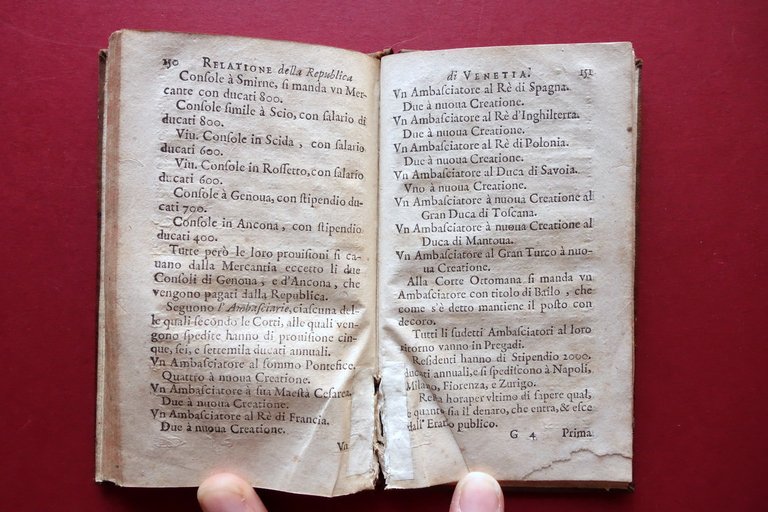 150 RELATIONE della Republica
Conſole à Smirne, ſi manda vn Mer-
cante con ducati 800.
Conſole ſimile à Scio, con ſalario di
ducati 800.
Viu. Conſole in Scida, con ſalario
ducati 600.
Viu. Conſole in Roſſetto, con ſalario
ducati 600.
Conſole à Genoua, con ſtipendio du-
cati 700.
Conſole in Ancona, con ſtipendio
ducati 400.
Tutte però le loro prouiſioni ſi ca-
uano dalla Mercantia eccetto li due
Conſoli di Genoua, e d'Ancona, che
vengono pagati dalla Republica.
Seguono l'Ambaſciarie, ciaſcuna del-
le quali ſecondo le Corti, alle quali ven-
gono ſpedite hanno di prouiſione cin-
que, ſei, e ſettemila ducati annuali.
Vn Ambaſciatore al ſommo Pontefice.
Quattro à nuoua Creatione.
Vn Ambaſciatore à ſua Maeſtà Ceſarea.
Due à nuoua Creatione.
Vn Ambaſciatore al Rè di Francia.
Due à nuoua Creatione.
Vn
di VENETIA. 151
Vn Ambaſciatore al Rè di Spagna.
Due à nuoua Creatione.
Vn Ambaſciatore al Rè d'Inghilterra.
Due à nuoua Creatione.
Vn Ambaſciatore al Rè di Polonia.
Due à nuoua Creatione.
Vn Ambaſciatore al Duca di Sauoia.
Vno à nuoua Creatione.
Vn Ambaſciatore à nuoua Creatione al
Gran Duca di Toſcana.
Vn Ambaſciatore à nuoua Creatione al
Duca di Mantoua.
Vn Ambaſciatore al Gran Turco à nuo-
ua Creatione.
Alla Corte Ottomana ſi manda vn
Ambaſciatore con titolo di Bailo, che
come s'è detto mantiene il poſto con
decoro.
Tutti li ſudetti Ambaſciatori al loro
ritorno vanno in Pregadi.
Reſidenti hanno di Stipendio 2000.
ducati annuali, e ſi ſpediſcono à Napoli,
Milano, Fiorenza, e Zurigo.
Reſta hora per vltimo di ſapere qual,
e quanto ſia il denaro, che entra, & eſce
dall' Erario publico.
G 4 Prima